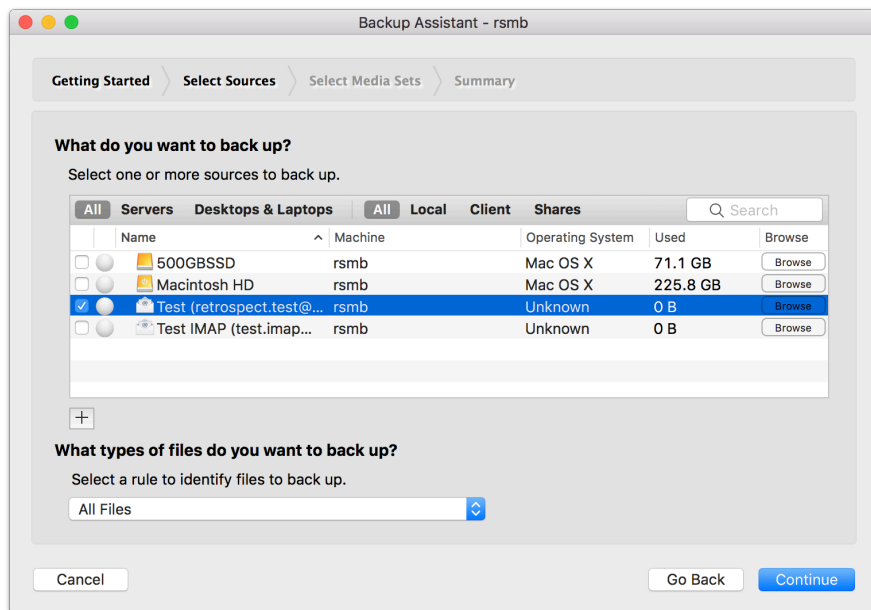 Backup Assistant - rsmb
Getting Started Select Sources Select Media Sets Summary
What do you want to back up?
Select one or more sources to back up.
All Servers Desktops & Laptops All Local Client Shares Search
Name Machine Operating System Used Browse
500GBSSD rsmb Mac OS X 71.1 GB Browse
Macintosh HD rsmb Mac OS X 225.8 GB Browse
Test (retrospect.test@... rsmb Unknown 0 B Browse
Test IMAP (test.imap... rsmb Unknown 0 B Browse
+
What types of files do you want to back up?
Select a rule to identify files to back up.
All Files
Cancel Go Back Continue